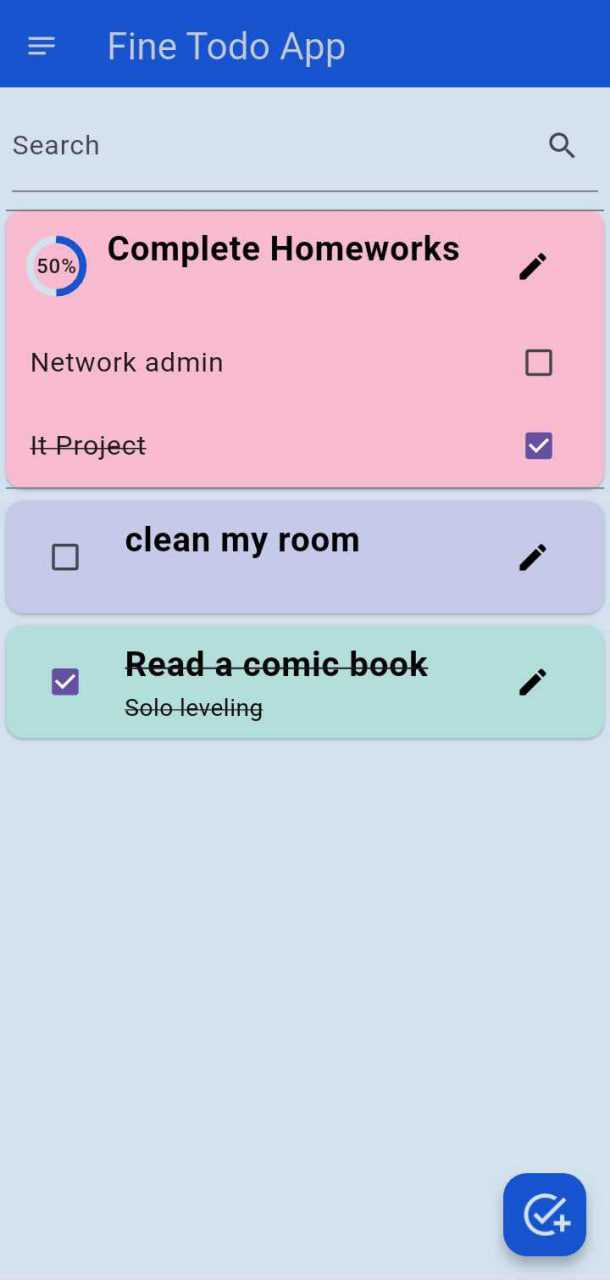 Fine Todo App
Search
50%
Complete Homeworks
Network admin
It Project
clean my room
Read a comic book
Solo leveling